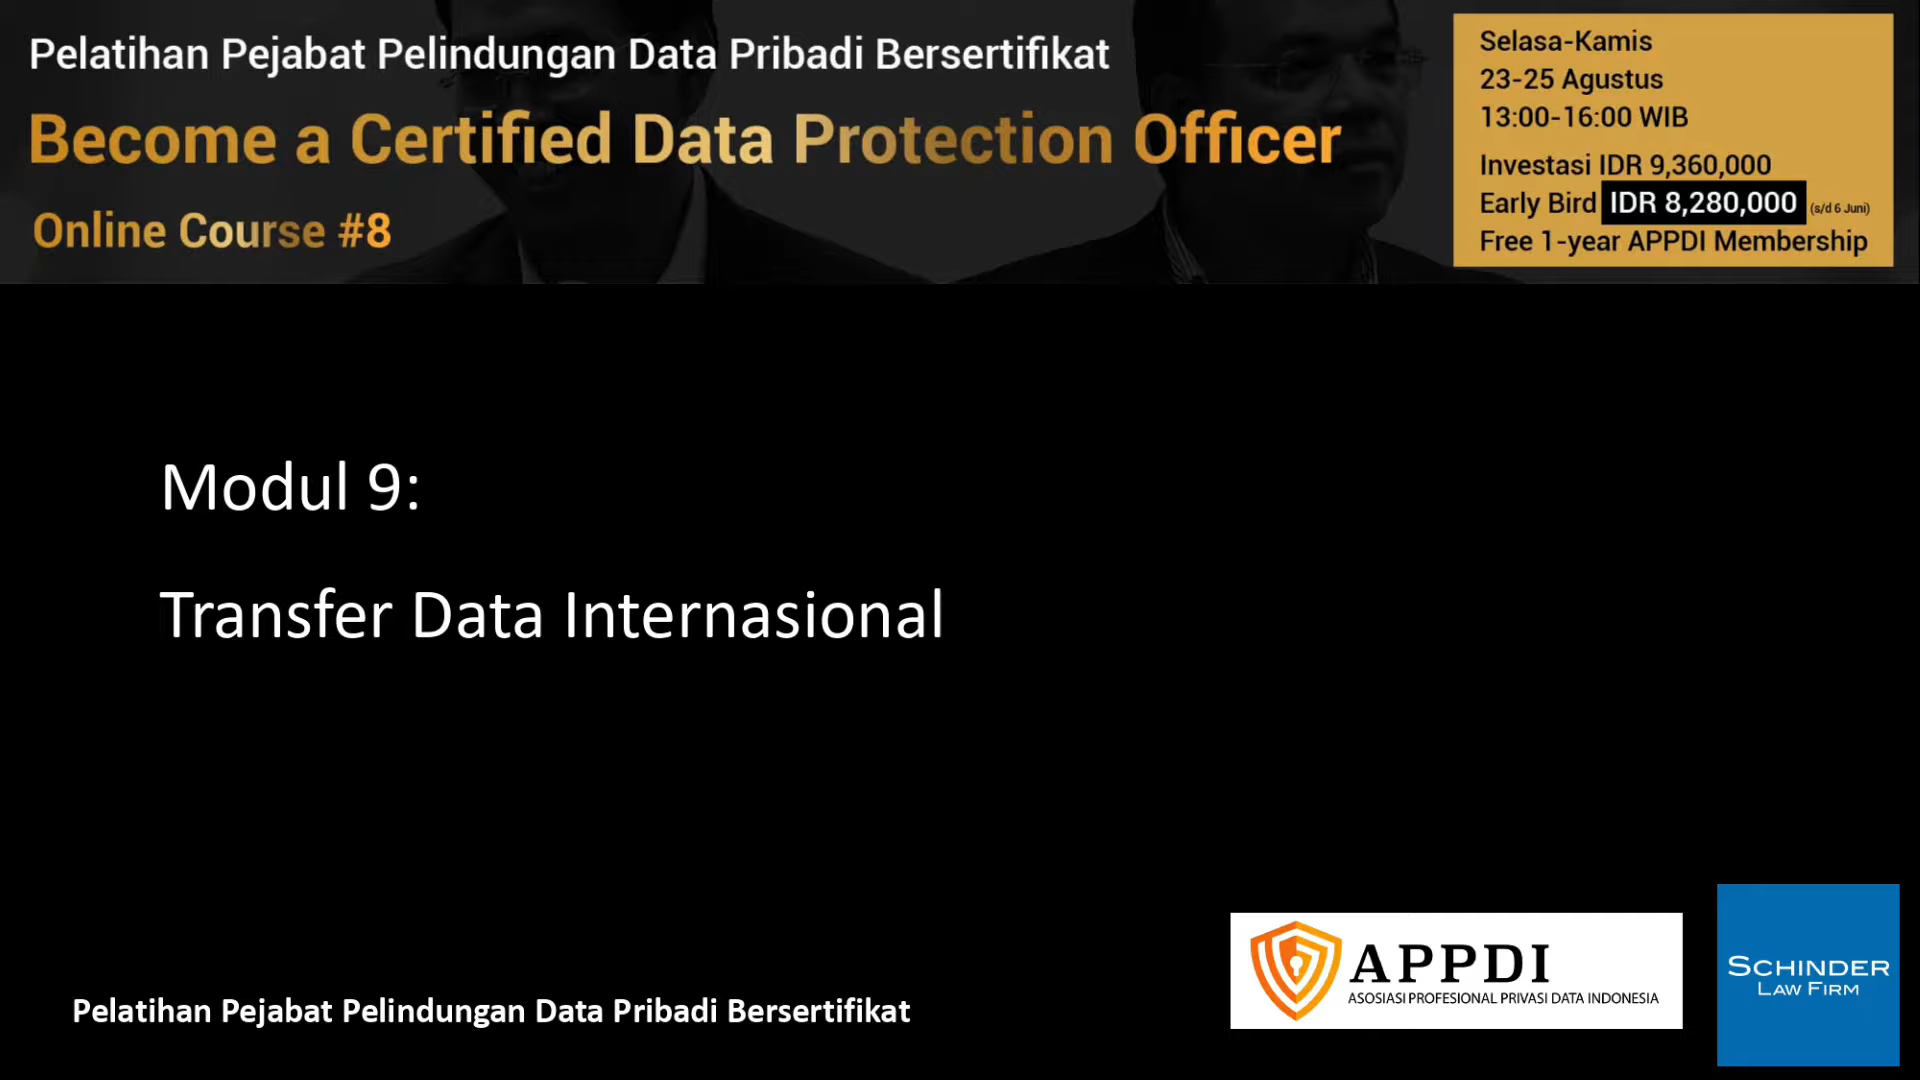 Pelatihan Pejabat Pelindungan Data Pribadi Bersertifikat
Become a Certified Data Protection Officer
Online Course #8
Selasa-Kamis
23-25 Agustus
13:00-16:00 WIB
Investasi IDR 9,360,000
Early Bird IDR 8,280,000 (s/d 6 Juni)
Free 1-year APPDI Membership
Modul 9:
Transfer Data Internasional
Pelatihan Pejabat Pelindungan Data Pribadi Bersertifikat
APPDI
ASOSIASI PROFESIONAL PRIVASI DATA INDONESIA
SCHINDER
LAW FIRM